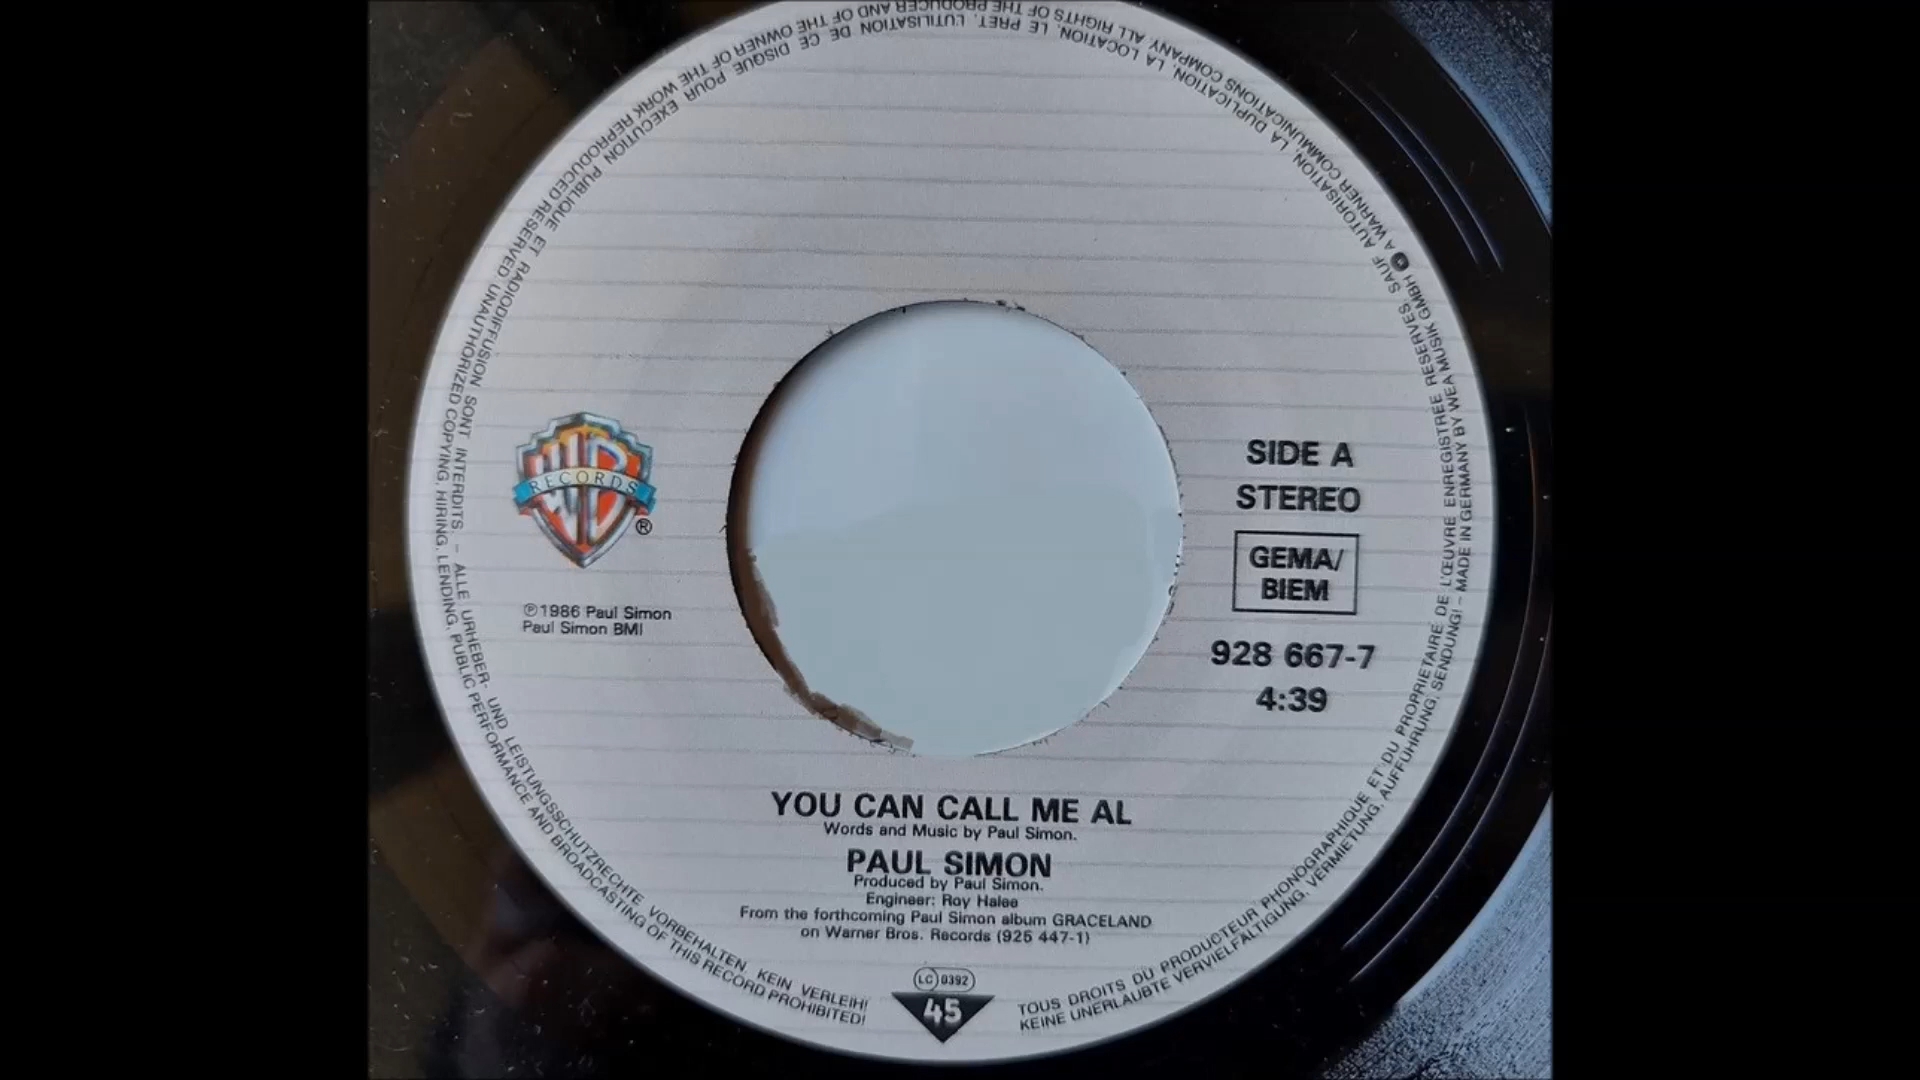 RECORDS
®
SIDE A
STEREO
GEMA/
BIEM
928 667-7
4:39
℗1986 Paul Simon
Paul Simon BMI
YOU CAN CALL ME AL
Words and Music by Paul Simon.
PAUL SIMON
Produced by Paul Simon.
Engineer: Roy Halee
From the forthcoming Paul Simon album GRACELAND
on Warner Bros. Records (925 447-1)
LC 0392
45
TOUS DROITS DU PRODUCTEUR PHONOGRAPHIQUE ET DU PROPRIETAIRE DE L'ŒUVRE ENREGISTREE RESERVES. SAUF AUTORISATION, LA DUPLICATION, LA LOCATION, LE PRET, L'UTILISATION DE CE DISQUE POUR EXECUTION PUBLIQUE ET RADIODIFFUSION SONT INTERDITS. – ALLE URHEBER- UND LEISTUNGSSCHUTZRECHTE VORBEHALTEN. KEIN VERLEIH!
KEINE UNERLAUBTE VERVIELFÄLTIGUNG, VERMIETUNG, AUFFÜHRUNG, SENDUNG! – MADE IN GERMANY BY WEA MUSIK GMBH A WARNER COMMUNICATIONS COMPANY. ALL RIGHTS OF THE PRODUCER AND OF THE OWNER OF THE WORK REPRODUCED RESERVED. UNAUTHORIZED COPYING, HIRING, LENDING, PUBLIC PERFORMANCE AND BROADCASTING OF THIS RECORD PROHIBITED!